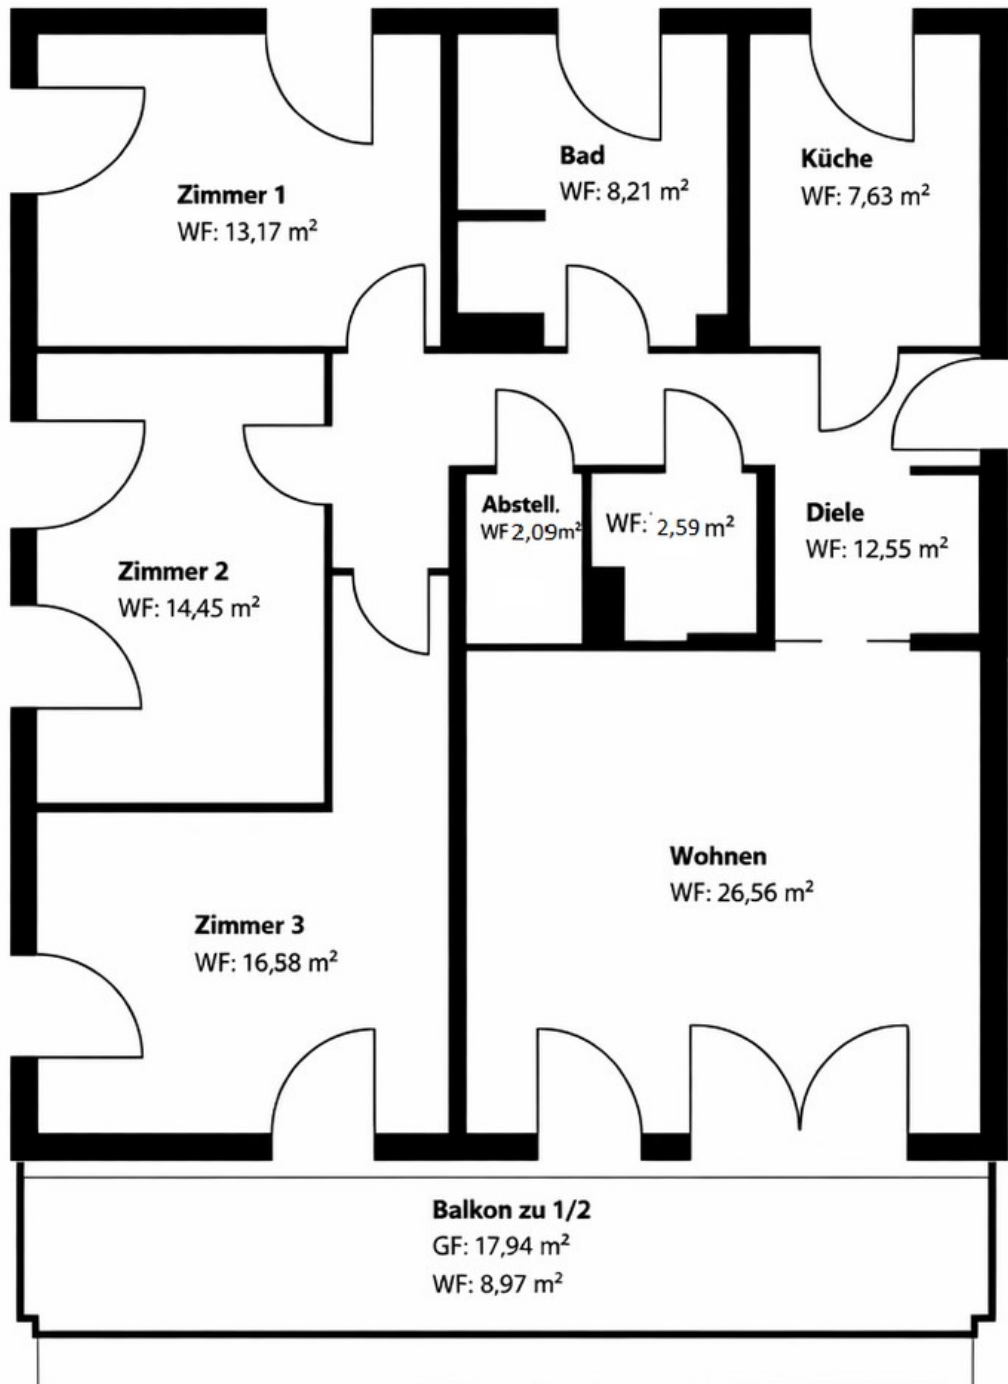 Bad
WF: 8,21 m²
Küche
WF: 7,63 m²
Zimmer 1
WF: 13,17 m²
Abstell.
WF 2,09m²
WF: 2,59 m²
Diele
WF: 12,55 m²
Zimmer 2
WF: 14,45 m²
Wohnen
WF: 26,56 m²
Zimmer 3
WF: 16,58 m²
Balkon zu 1/2
GF: 17,94 m²
WF: 8,97 m²